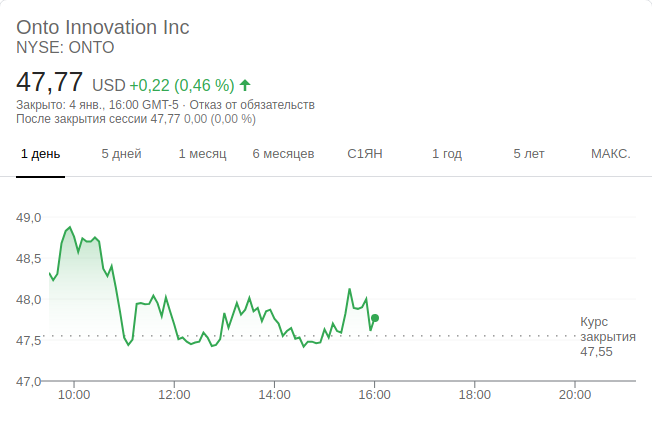 Onto Innovation Inc
NYSE: ONTO
47,77 USD +0,22 (0,46 %)
Закрыто: 4 янв., 16:00 GMT-5 · Отказ от обязательств
После закрытия сессии 47,77 0,00 (0,00 %)
1 день 5 дней 1 месяц 6 месяцев С1ЯН 1 год 5 лет МАКС.
49,0
48,5
48,0
47,5
47,0
Курс
закрытия
47,55
10:00 12:00 14:00 16:00 18:00 20:00